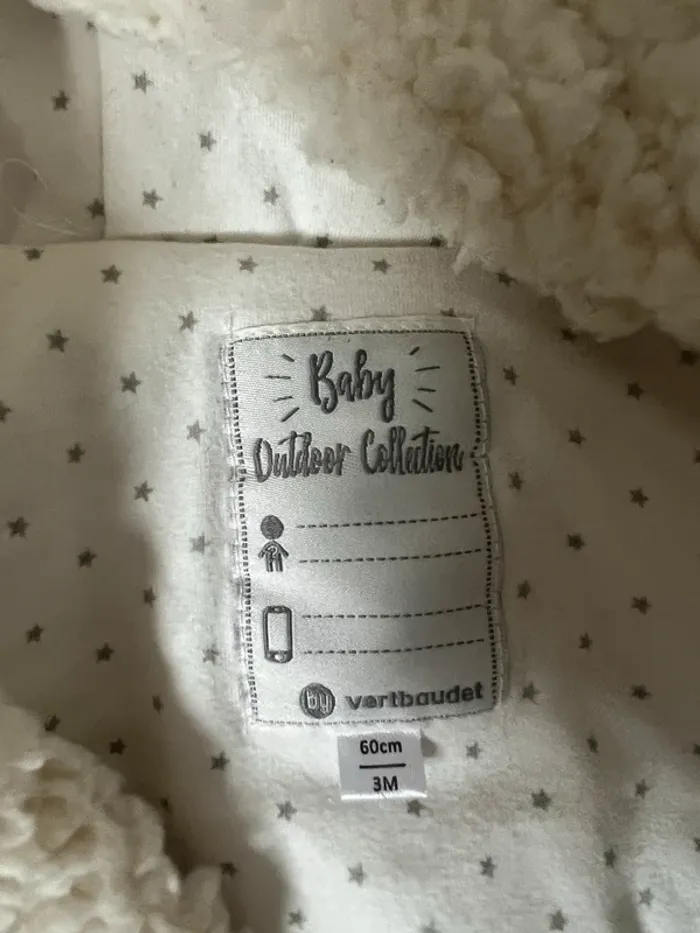 Baby
Outdoor Collection
by vertbaudet
60cm
3M